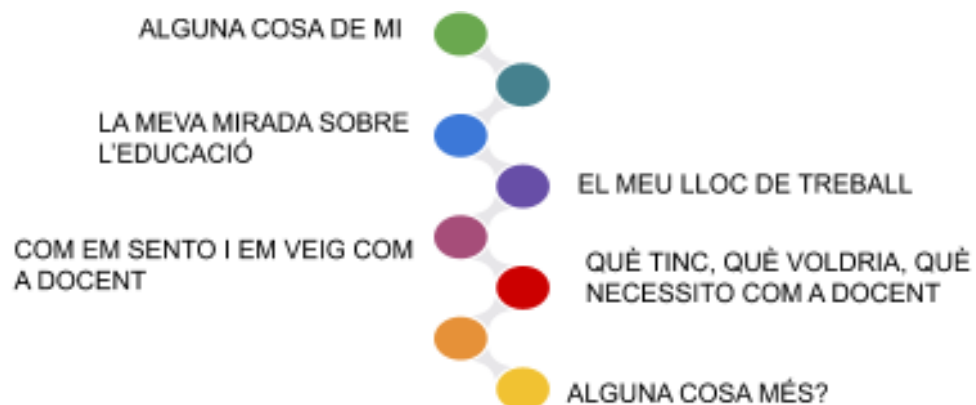 ALGUNA COSA DE MI
LA MEVA MIRADA SOBRE
L'EDUCACIÓ
EL MEU LLOC DE TREBALL
COM EM SENTO I EM VEIG COM
A DOCENT
QUÈ TINC, QUÈ VOLDRIA, QUÈ
NECESSITO COM A DOCENT
ALGUNA COSA MÉS?